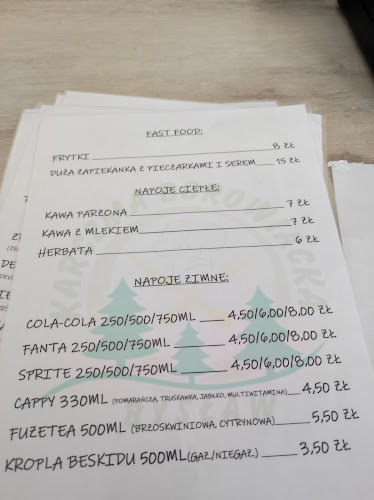 FAST FOOD:
FRYTKI 8 ZŁ
DUŻA ZAPIEKANKA Z PIECZARKAMI I SEREM 15 ZŁ
NAPOJE CIEPŁE:
KAWA PARZONA 7 ZŁ
KAWA Z MLEKIEM 7 ZŁ
HERBATA 6 ZŁ
NAPOJE ZIMNE:
COLA-COLA 250/500/750ML 4,50/6,00/8,00 ZŁ
FANTA 250/500/750ML 4,50/6,00/8,00 ZŁ
SPRITE 250/500/750ML 4,50/6,00/8,00 ZŁ
CAPPY 330ML (POMARAŃCZA, TRUSKAWKA, JABŁKO, MULTIWITAMINA) 4,50 ZŁ
FUZETEA 500ML (BRZOSKWINIOWA, CYTRYNOWA) 5,50 ZŁ
KROPLA BESKIDU 500ML (GAZ/NIEGAZ.) 3,50 ZŁ